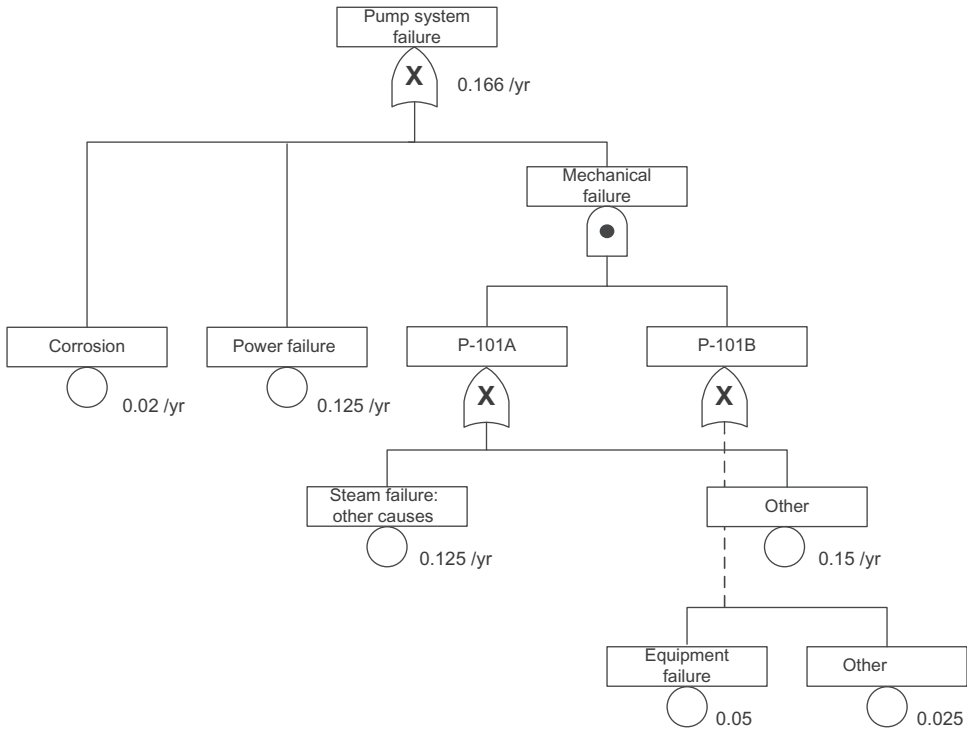 Pump system
failure
X
0.166 /yr
Mechanical
failure
Corrosion
Power failure
P-101A
P-101B
0.02 /yr
0.125 /yr
X
X
Steam failure:
other causes
Other
0.125 /yr
0.15 /yr
Equipment
failure
Other
0.05
0.025